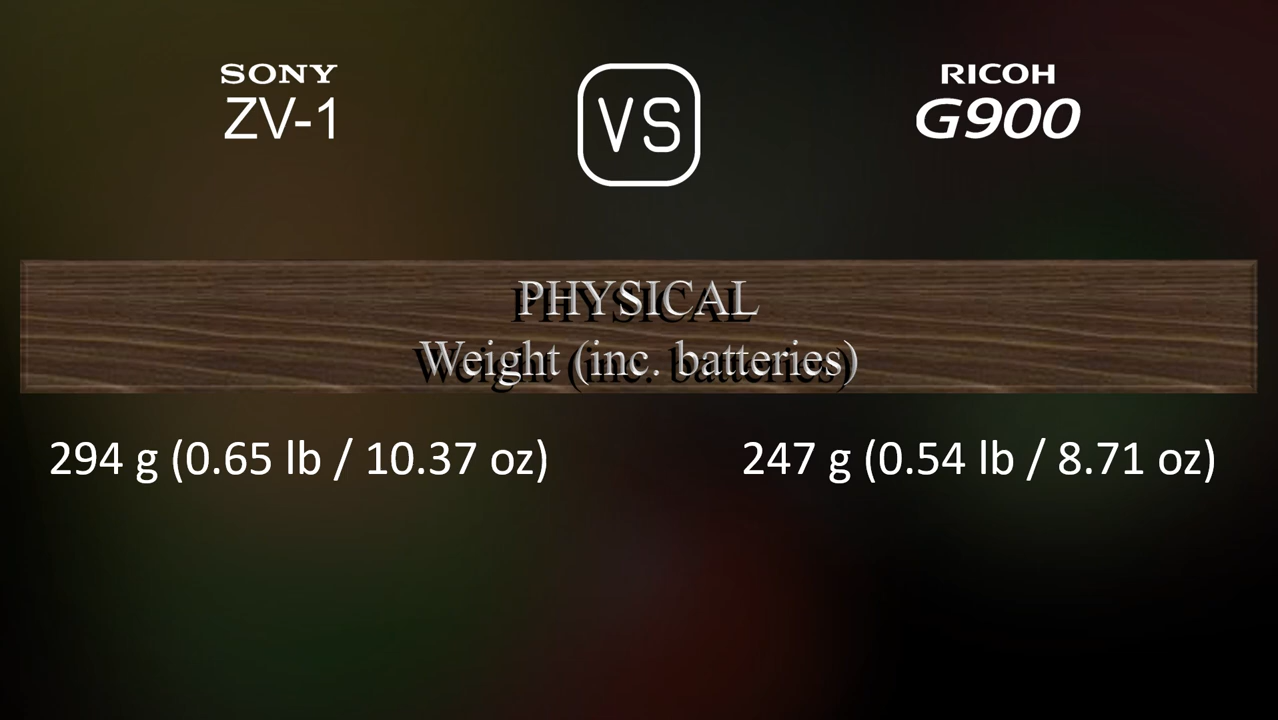 SONY
ZV-1
VS
RICOH
G900
PHYSICAL
Weight (inc. batteries)
294 g (0.65 lb / 10.37 oz)
247 g (0.54 lb / 8.71 oz)